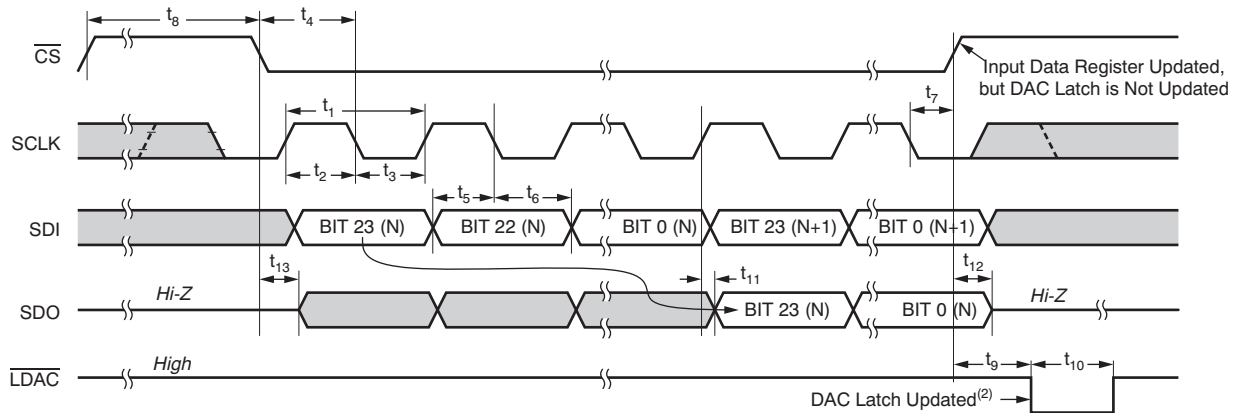 t8
t4
CS
Input Data Register Updated,
but DAC Latch is Not Updated
t7
t1
SCLK
t2
t3
t5
t6
SDI
BIT 23 (N)
BIT 22 (N)
BIT 0 (N)
BIT 23 (N+1)
BIT 0 (N+1)
t13
t11
t12
SDO
Hi-Z
BIT 23 (N)
BIT 0 (N)
Hi-Z
LDAC
High
t9
t10
DAC Latch Updated(2)